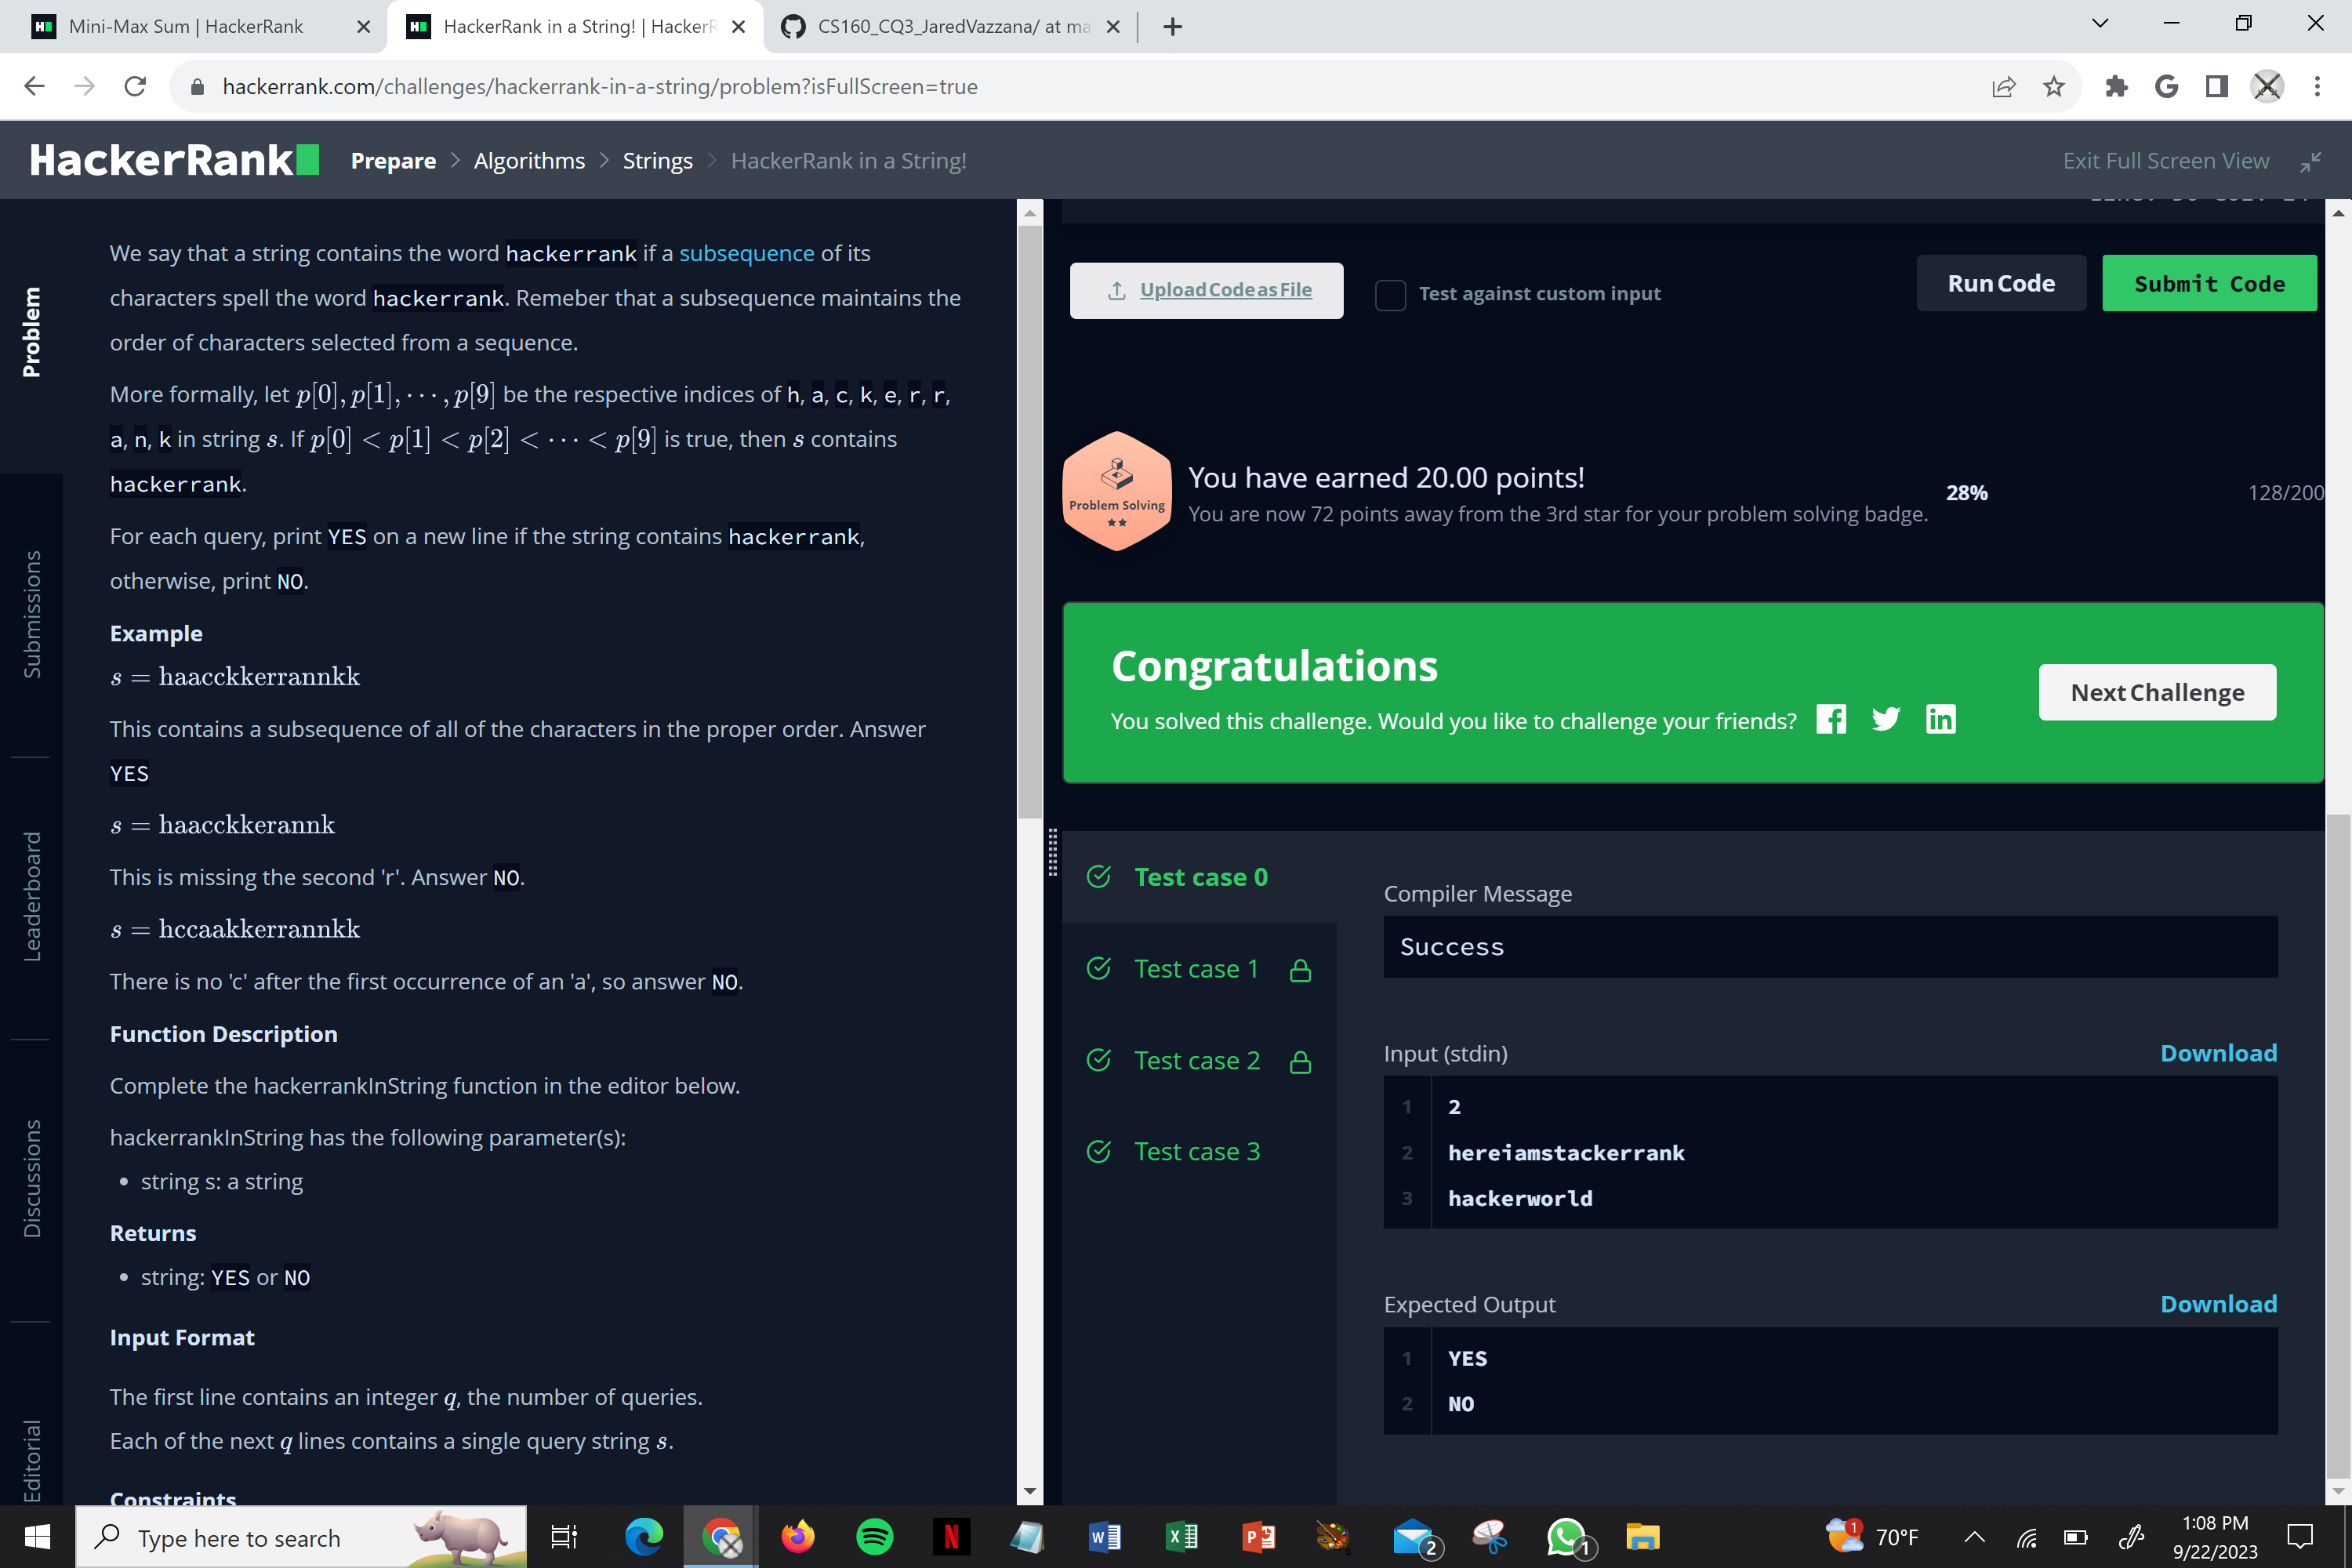 Mini-Max Sum | HackerRank
HackerRank in a String! | HackerR
CS160_CQ3_JaredVazzana/ at ma
hackerrank.com/challenges/hackerrank-in-a-string/problem?isFullScreen=true
HackerRank
Prepare > Algorithms > Strings > HackerRank in a String!
Exit Full Screen View
Problem
Submissions
Leaderboard
Discussions
Editorial
We say that a string contains the word hackerrank if a subsequence of its
characters spell the word hackerrank. Remeber that a subsequence maintains the
order of characters selected from a sequence.
More formally, let p[0], p[1], ···, p[9] be the respective indices of h, a, c, k, e, r, r,
a, n, k in string s. If p[0] < p[1] < p[2] < ··· < p[9] is true, then s contains
hackerrank.
For each query, print YES on a new line if the string contains hackerrank,
otherwise, print NO.
Example
s = haacckkerrannkk
This contains a subsequence of all of the characters in the proper order. Answer
YES
s = haacckkerannk
This is missing the second 'r'. Answer NO.
s = hccaakkerrannkk
There is no 'c' after the first occurrence of an 'a', so answer NO.
Function Description
Complete the hackerrankInString function in the editor below.
hackerrankInString has the following parameter(s):
• string s: a string
Returns
• string: YES or NO
Input Format
The first line contains an integer q, the number of queries.
Each of the next q lines contains a single query string s.
Constraints
Upload Code as File
Test against custom input
Run Code
Submit Code
Problem Solving
You have earned 20.00 points!
You are now 72 points away from the 3rd star for your problem solving badge.
28%
128/200
Congratulations
You solved this challenge. Would you like to challenge your friends?
Next Challenge
Test case 0
Test case 1
Test case 2
Test case 3
Compiler Message
Success
Input (stdin)
Download
1 2
2 hereiamstackerrank
3 hackerworld
Expected Output
Download
1 YES
2 NO
Type here to search
2
1
1
70°F
1:08 PM
9/22/2023